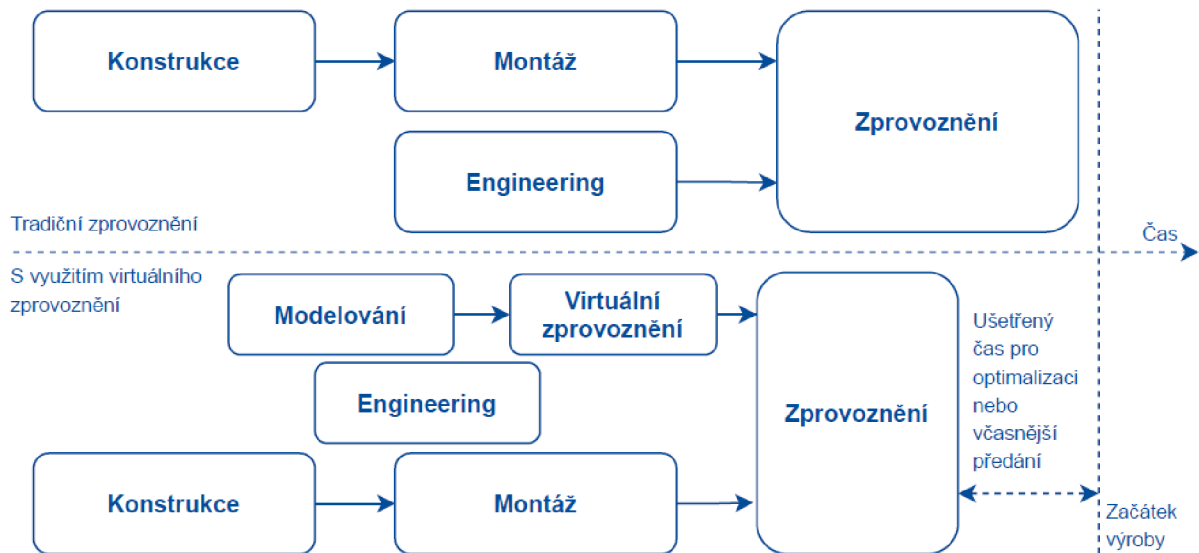 Konstrukce
Montáž
Zprovoznění
Engineering
Tradiční zprovoznění
Čas
S využitím virtuálního
zprovoznění
Modelování
Virtuální
zprovoznění
Engineering
Zprovoznění
Ušetřený
čas pro
optimalizaci
nebo
včasnější
předání
Konstrukce
Montáž
Začátek
výroby